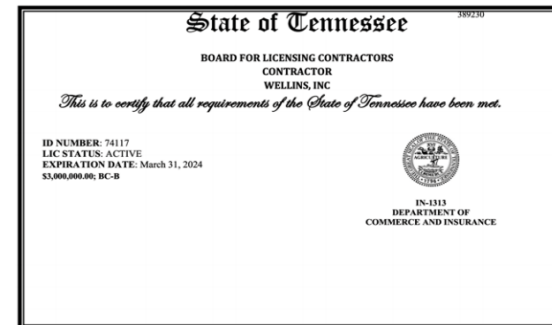 389230
State of Tennessee
BOARD FOR LICENSING CONTRACTORS
CONTRACTOR
WELLINS, INC
This is to certify that all requirements of the State of Tennessee have been met.
ID NUMBER: 74117
LIC STATUS: ACTIVE
EXPIRATION DATE: March 31, 2024
$3,000,000.00; BC-B
AGRICULTURE
IN-1313
DEPARTMENT OF
COMMERCE AND INSURANCE